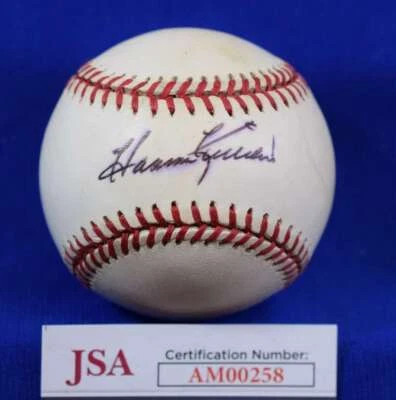 JSA
Certification Number:
AM00258